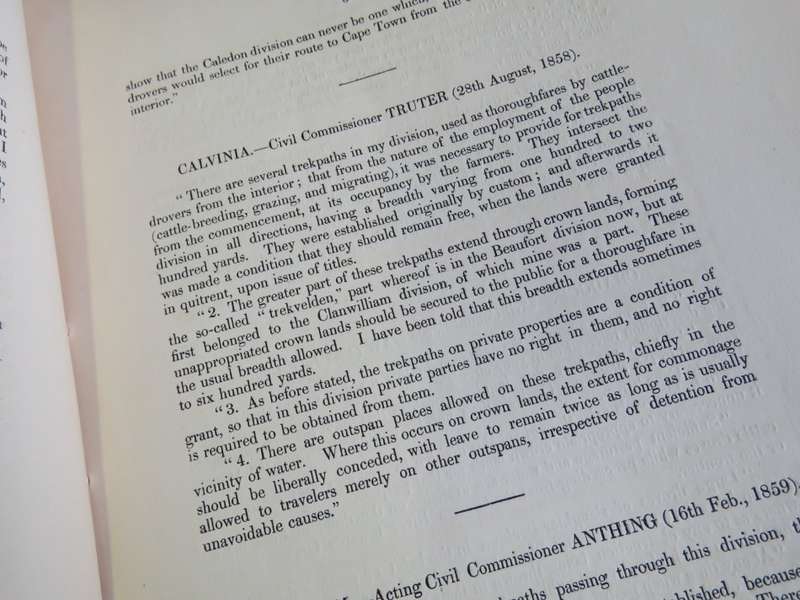 show that the Caledon division can never be one which,
drovers would select for their route to Cape Town from the
interior."
CALVINIA.—Civil Commissioner TRUTER (28th August, 1858).
"There are several trekpaths in my division, used as thoroughfares by cattle-
drovers from the interior; that from the nature of the employment of the people
(cattle-breeding, grazing, and migrating), it was necessary to provide for trekpaths
from the commencement, at its occupancy by the farmers. They intersect the
division in all directions, having a breadth varying from one hundred to two
hundred yards. They were established originally by custom; and afterwards it
was made a condition that they should remain free, when the lands were granted
in quitrent, upon issue of titles.
"2. The greater part of these trekpaths extend through crown lands, forming
the so-called "trekvelden," part whereof is in the Beaufort division now, but at
first belonged to the Clanwilliam division, of which mine was a part. These
unappropriated crown lands should be secured to the public for a thoroughfare in
the usual breadth allowed. I have been told that this breadth extends sometimes
to six hundred yards.
"3. As before stated, the trekpaths on private properties are a condition of
grant, so that in this division private parties have no right in them, and no right
is required to be obtained from them.
"4. There are outspan places allowed on these trekpaths, chiefly in the
vicinity of water. Where this occurs on crown lands, the extent for commonage
should be liberally conceded, with leave to remain twice as long as is usually
allowed to travelers merely on other outspans, irrespective of detention from
unavoidable causes."
Acting Civil Commissioner ANTHING (16th Feb., 1859).
passing through this division,
because